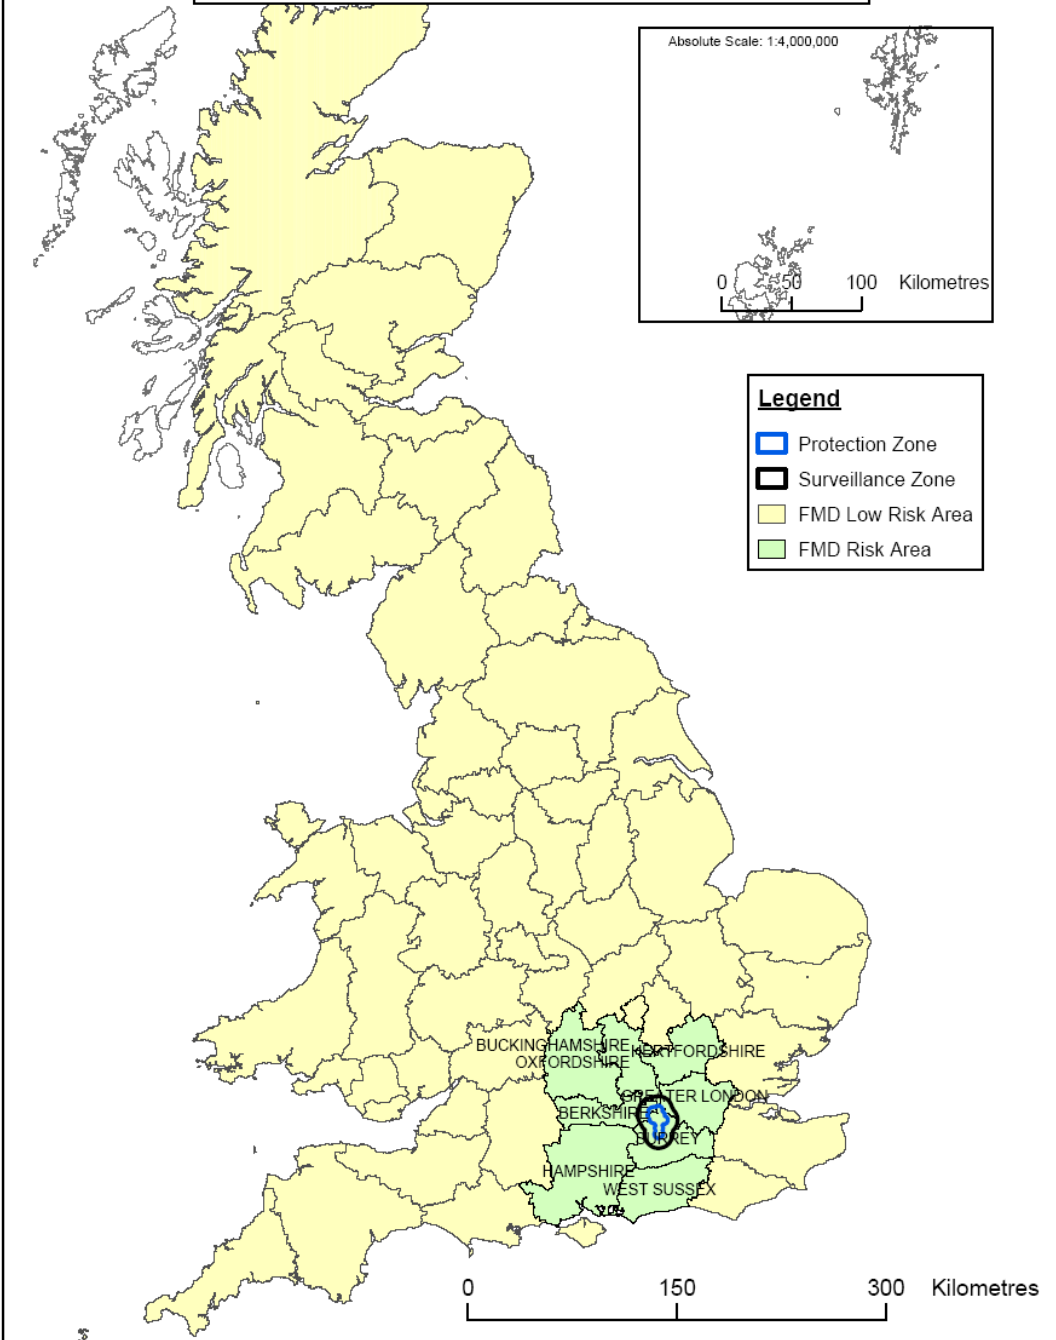 Absolute Scale: 1:4,000,000
0 50 100 Kilometres
Legend
Protection Zone
Surveillance Zone
FMD Low Risk Area
FMD Risk Area
BUCKINGHAMSHIRE
HERTFORDSHIRE
OXFORDSHIRE
GREATER LONDON
BERKSHIRE
SURREY
HAMPSHIRE
WEST SUSSEX
0 150 300 Kilometres